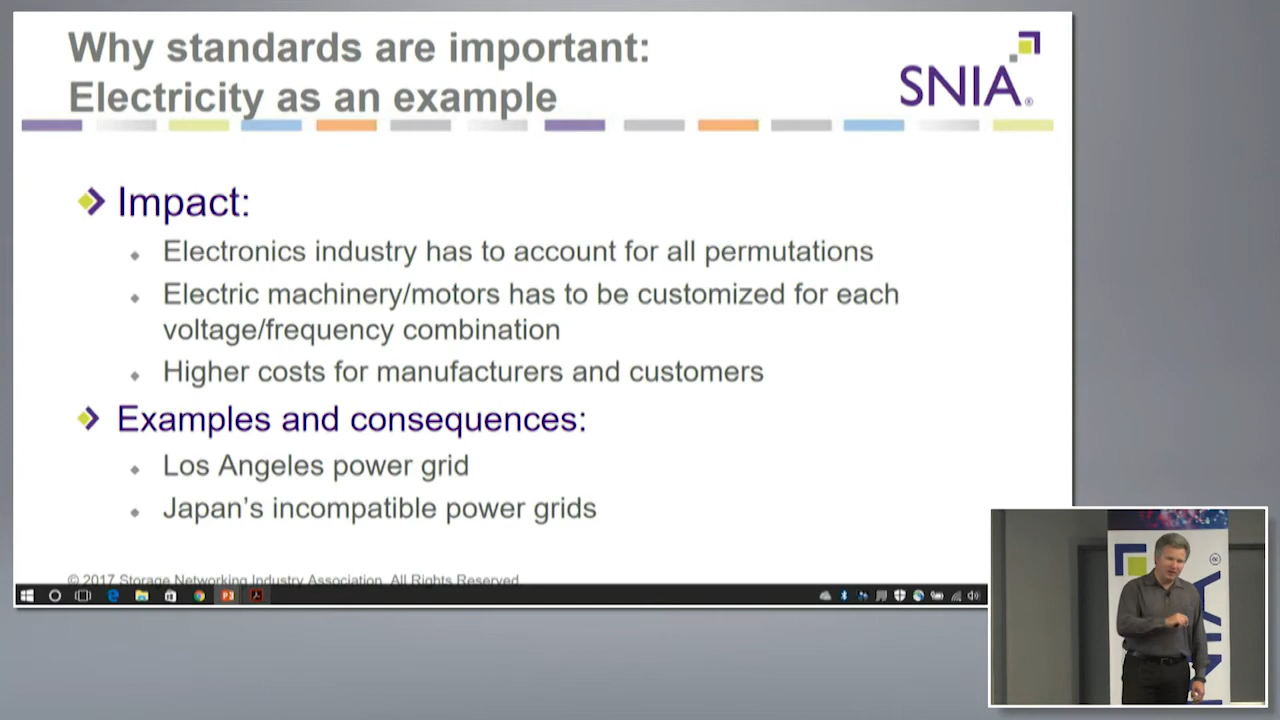 Why standards are important:
Electricity as an example
SNIA®
Impact:
Electronics industry has to account for all permutations
Electric machinery/motors has to be customized for each
voltage/frequency combination
Higher costs for manufacturers and customers
Examples and consequences:
Los Angeles power grid
Japan's incompatible power grids
© 2017 Storage Networking Industry Association. All Rights Reserved